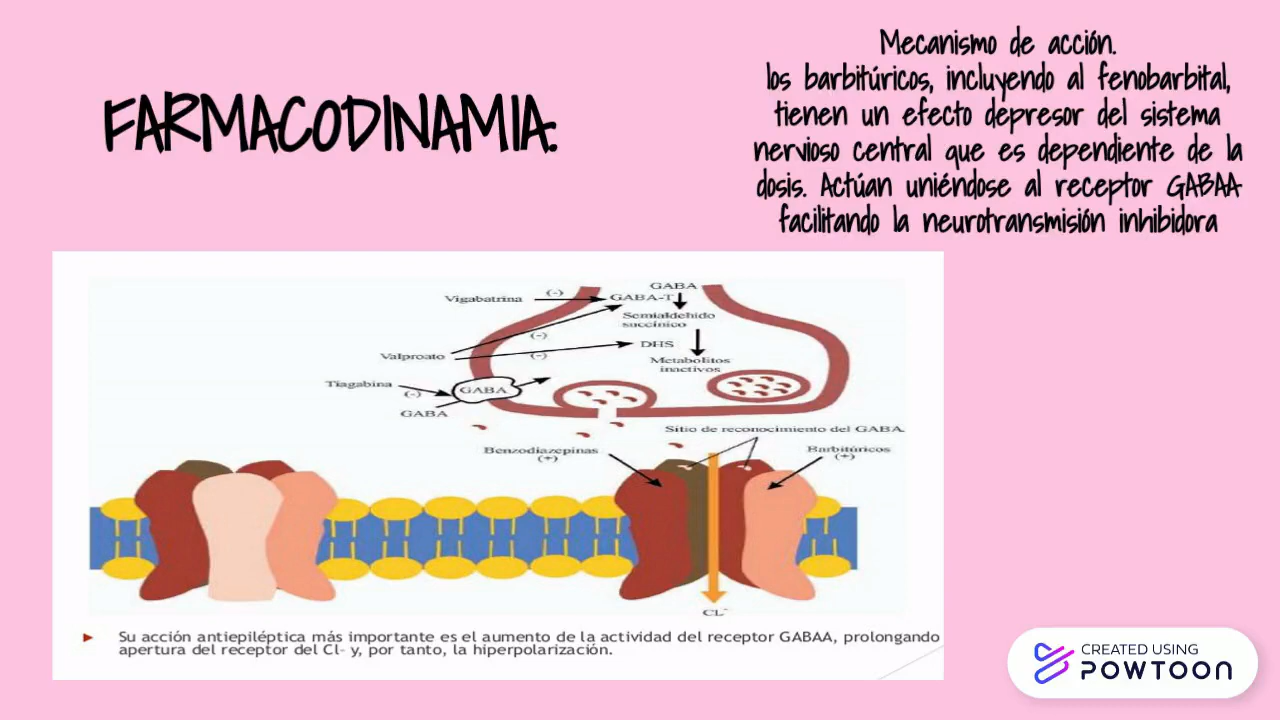 FARMACODINAMIA:
Mecanismo de acción.
los barbitúricos, incluyendo al fenobarbital,
tienen un efecto depresor del sistema
nervioso central que es dependiente de la
dosis. Actúan uniéndose al receptor GABAA
facilitando la neurotransmisión inhibidora
GABA
Vigabatrina
(-)
GABA-T
Semialdehido
succínico
(-)
DHS
Valproato
(-)
Metabolitos
inactivos
Tiagabina
(-)
GABA
GABA
Sitio de reconocimiento del GABA
Benzodiazepinas
(+)
Barbitúricos
(+)
CL-
Su acción antiepiléptica más importante es el aumento de la actividad del receptor GABAA, prolongando
apertura del receptor del Cl- y, por tanto, la hiperpolarización.
CREATED USING
POWTOON